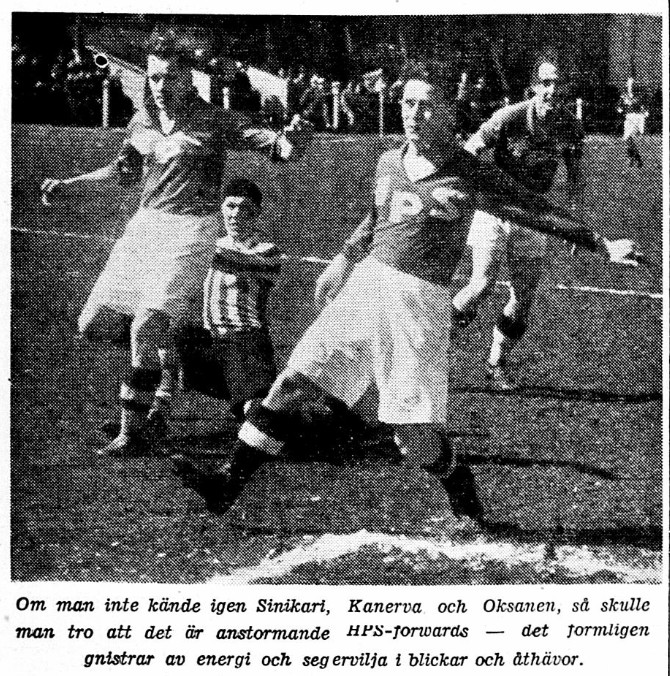 PS
Om man inte kände igen Sinikari, Kanerva och Oksanen, så skulle
man tro att det är anstormande HPS-forwards — det formligen
gnistrar av energi och segervilja i blickar och åthävor.